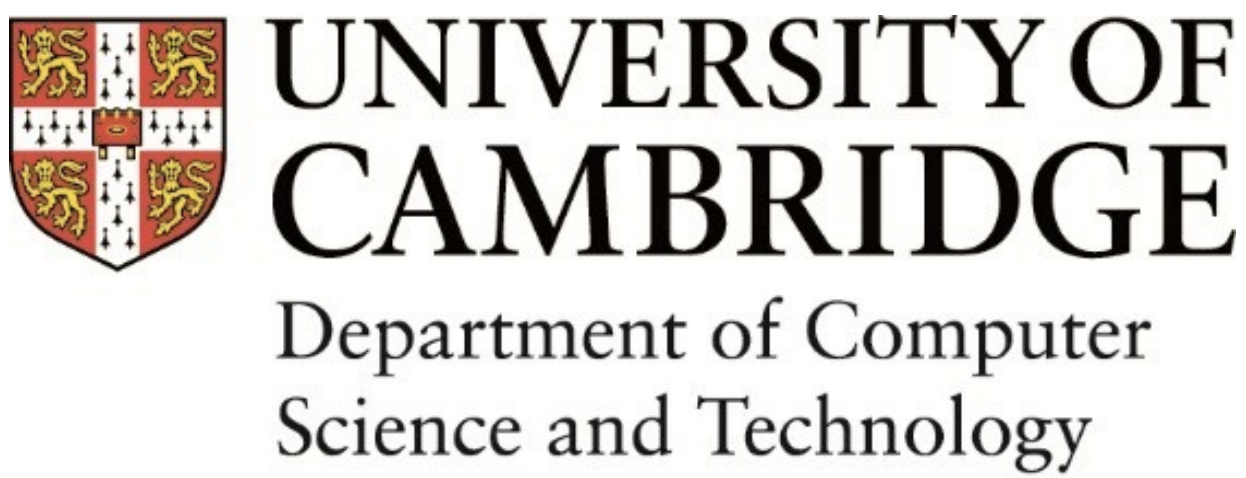 UNIVERSITY OF
CAMBRIDGE
Department of Computer
Science and Technology